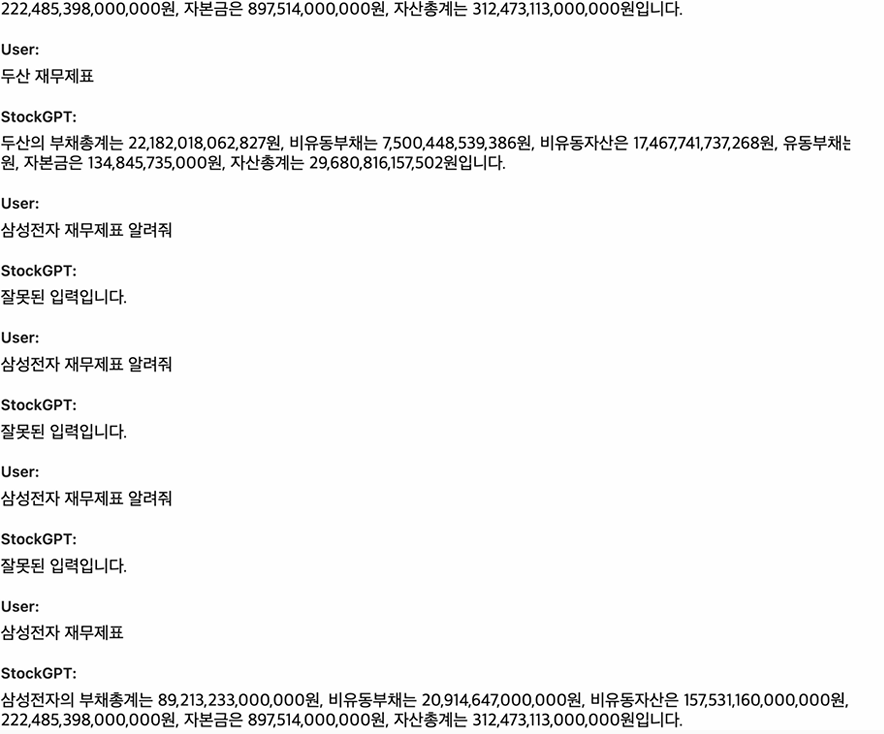 222,485,398,000,000원, 자본금은 897,514,000,000원, 자산총계는 312,473,113,000,000원입니다.
User:
두산 재무제표
StockGPT:
두산의 부채총계는 22,182,018,062,827원, 비유동부채는 7,500,448,539,386원, 비유동자산은 17,467,741,737,268원, 유동부채는
원, 자본금은 134,845,735,000원, 자산총계는 29,680,816,157,502원입니다.
User:
삼성전자 재무제표 알려줘
StockGPT:
잘못된 입력입니다.
User:
삼성전자 재무제표 알려줘
StockGPT:
잘못된 입력입니다.
User:
삼성전자 재무제표 알려줘
StockGPT:
잘못된 입력입니다.
User:
삼성전자 재무제표
StockGPT:
삼성전자의 부채총계는 89,213,233,000,000원, 비유동부채는 20,914,647,000,000원, 비유동자산은 157,531,160,000,000원,
222,485,398,000,000원, 자본금은 897,514,000,000원, 자산총계는 312,473,113,000,000원입니다.